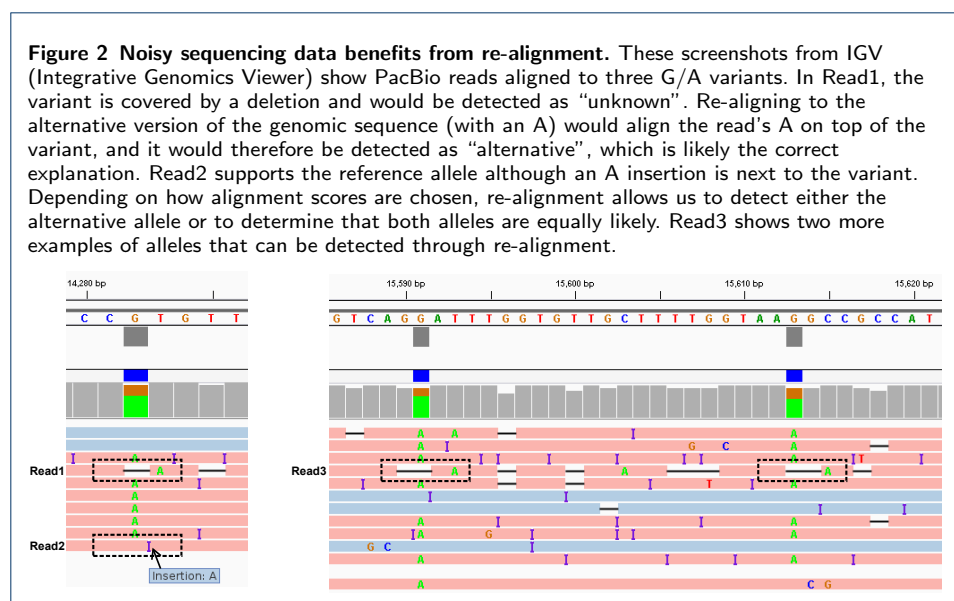 Figure 2 Noisy sequencing data benefits from re-alignment. These screenshots from IGV
(Integrative Genomics Viewer) show PacBio reads aligned to three G/A variants. In Read1, the
variant is covered by a deletion and would be detected as “unknown”. Re-aligning to the
alternative version of the genomic sequence (with an A) would align the read's A on top of the
variant, and it would therefore be detected as “alternative”, which is likely the correct
explanation. Read2 supports the reference allele although an A insertion is next to the variant.
Depending on how alignment scores are chosen, re-alignment allows us to detect either the
alternative allele or to determine that both alleles are equally likely. Read3 shows two more
examples of alleles that can be detected through re-alignment.
14,280 bp
C C G T G T T
A
Read1 A
A
A
A
A
A
Read2
Insertion: A
15,590 bp 15,600 bp 15,610 bp 15,620 bp
G T C A G G A T T T G G T G T T G C T T T T G G T A A G G C C G C C A T
A A A
A G C A
A A T
Read3 A A A
A T A
A A
A G A
G C
A A
A C G